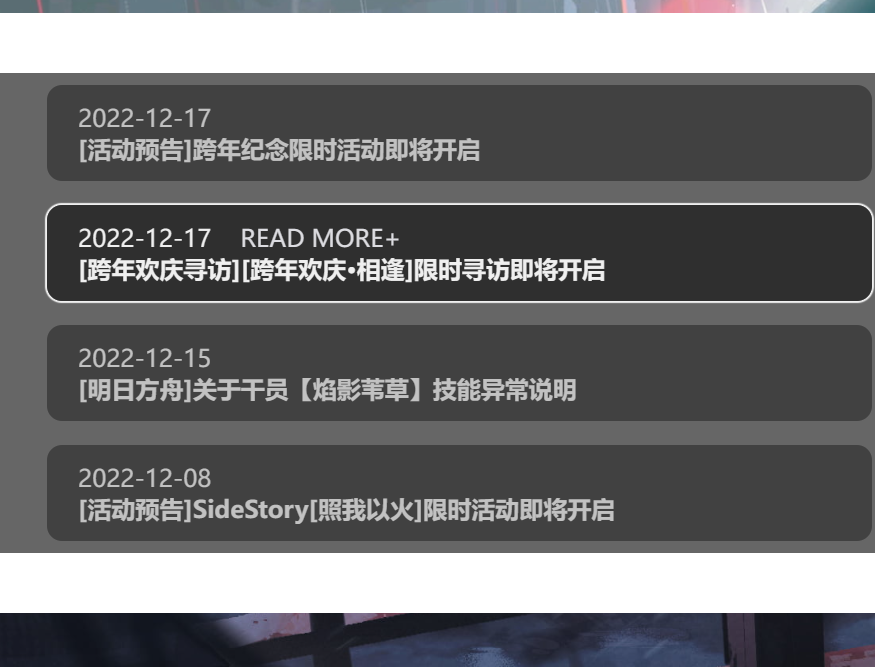 2022-12-17
[活动预告]跨年纪念限时活动即将开启
2022-12-17 READ MORE+
[跨年欢庆寻访][跨年欢庆·相逢]限时寻访即将开启
2022-12-15
[明日方舟]关于干员【焰影苇草】技能异常说明
2022-12-08
[活动预告]SideStory[照我以火]限时活动即将开启